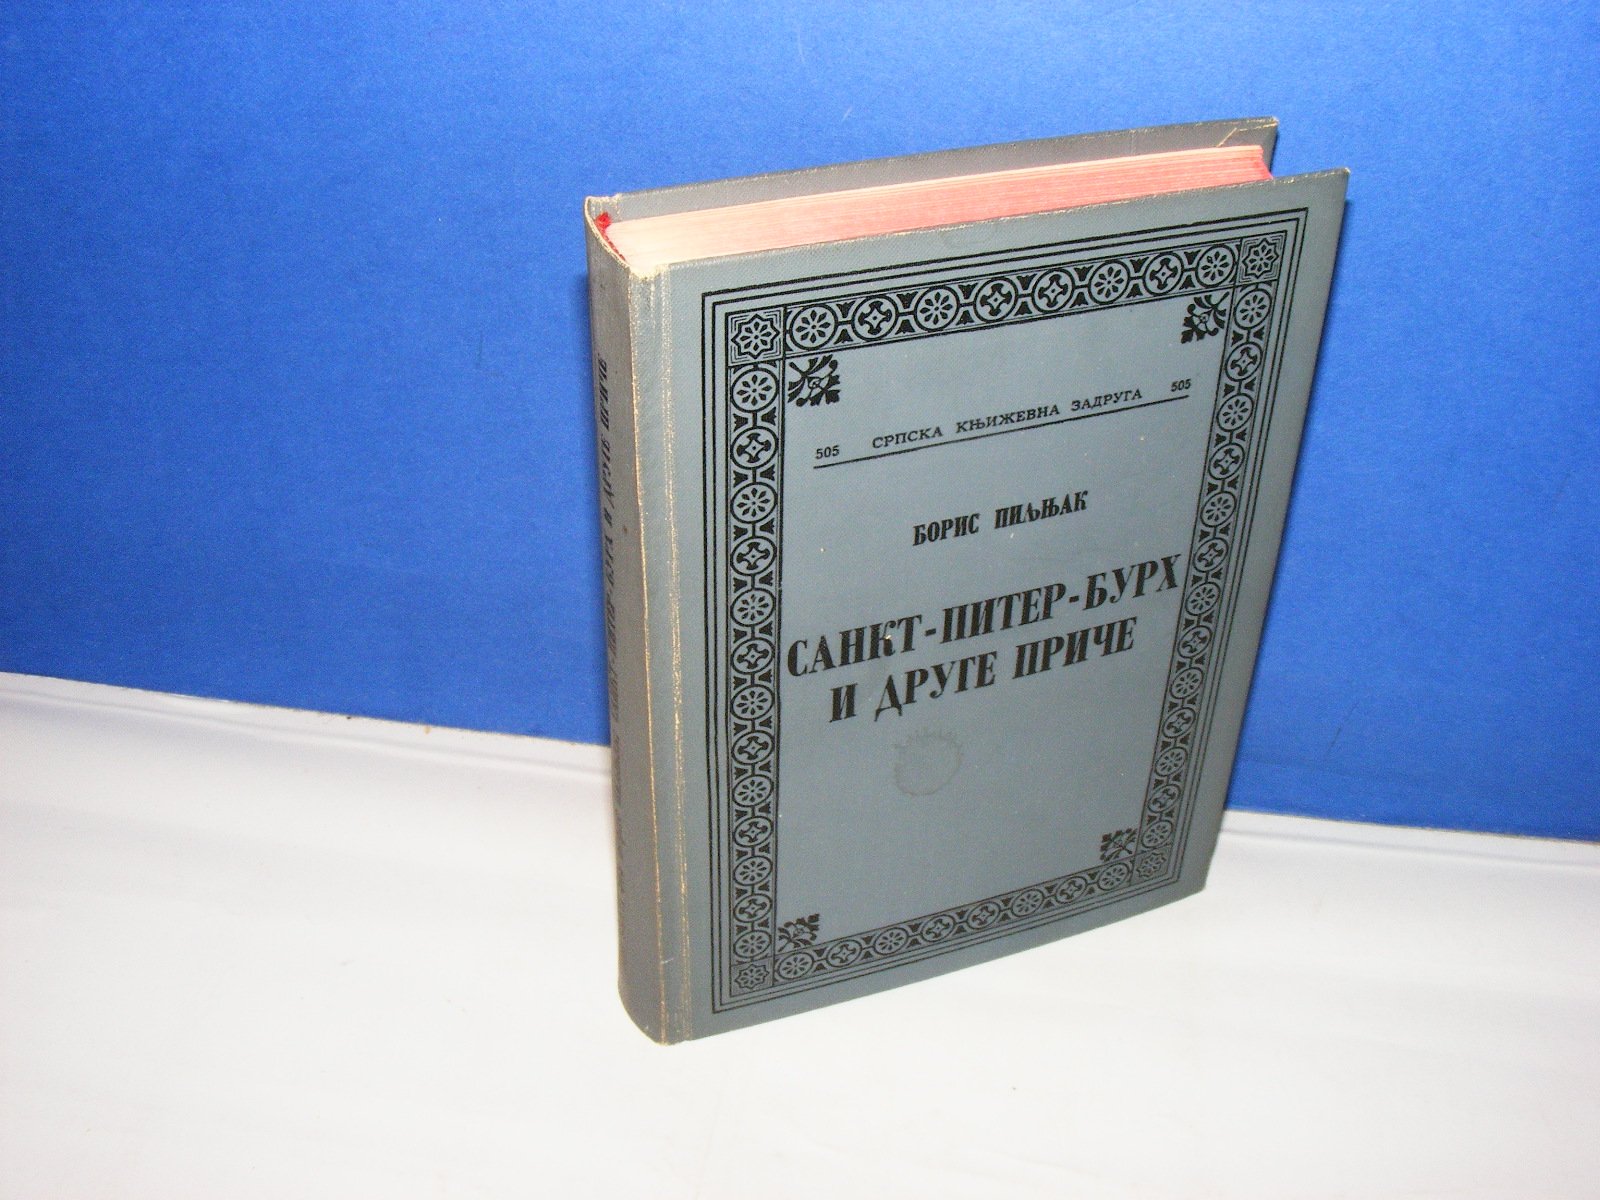 505 СРПСКА КЊИЖЕВНА ЗАДРУГА 505
БОРИС ПИЉЊАК
САНКТ-ПИТЕР-БУРХ
И ДРУГЕ ПРИЧЕ